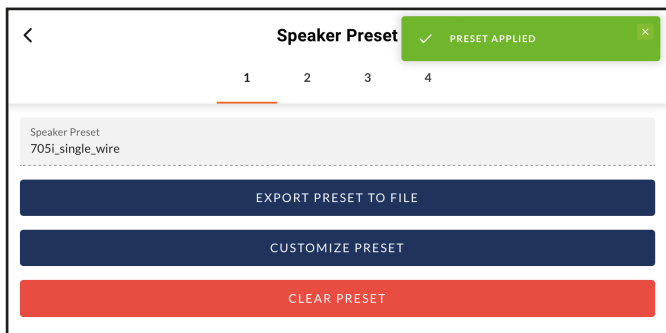 Speaker Preset
PRESET APPLIED
1 2 3 4
Speaker Preset
705i_single_wire
EXPORT PRESET TO FILE
CUSTOMIZE PRESET
CLEAR PRESET